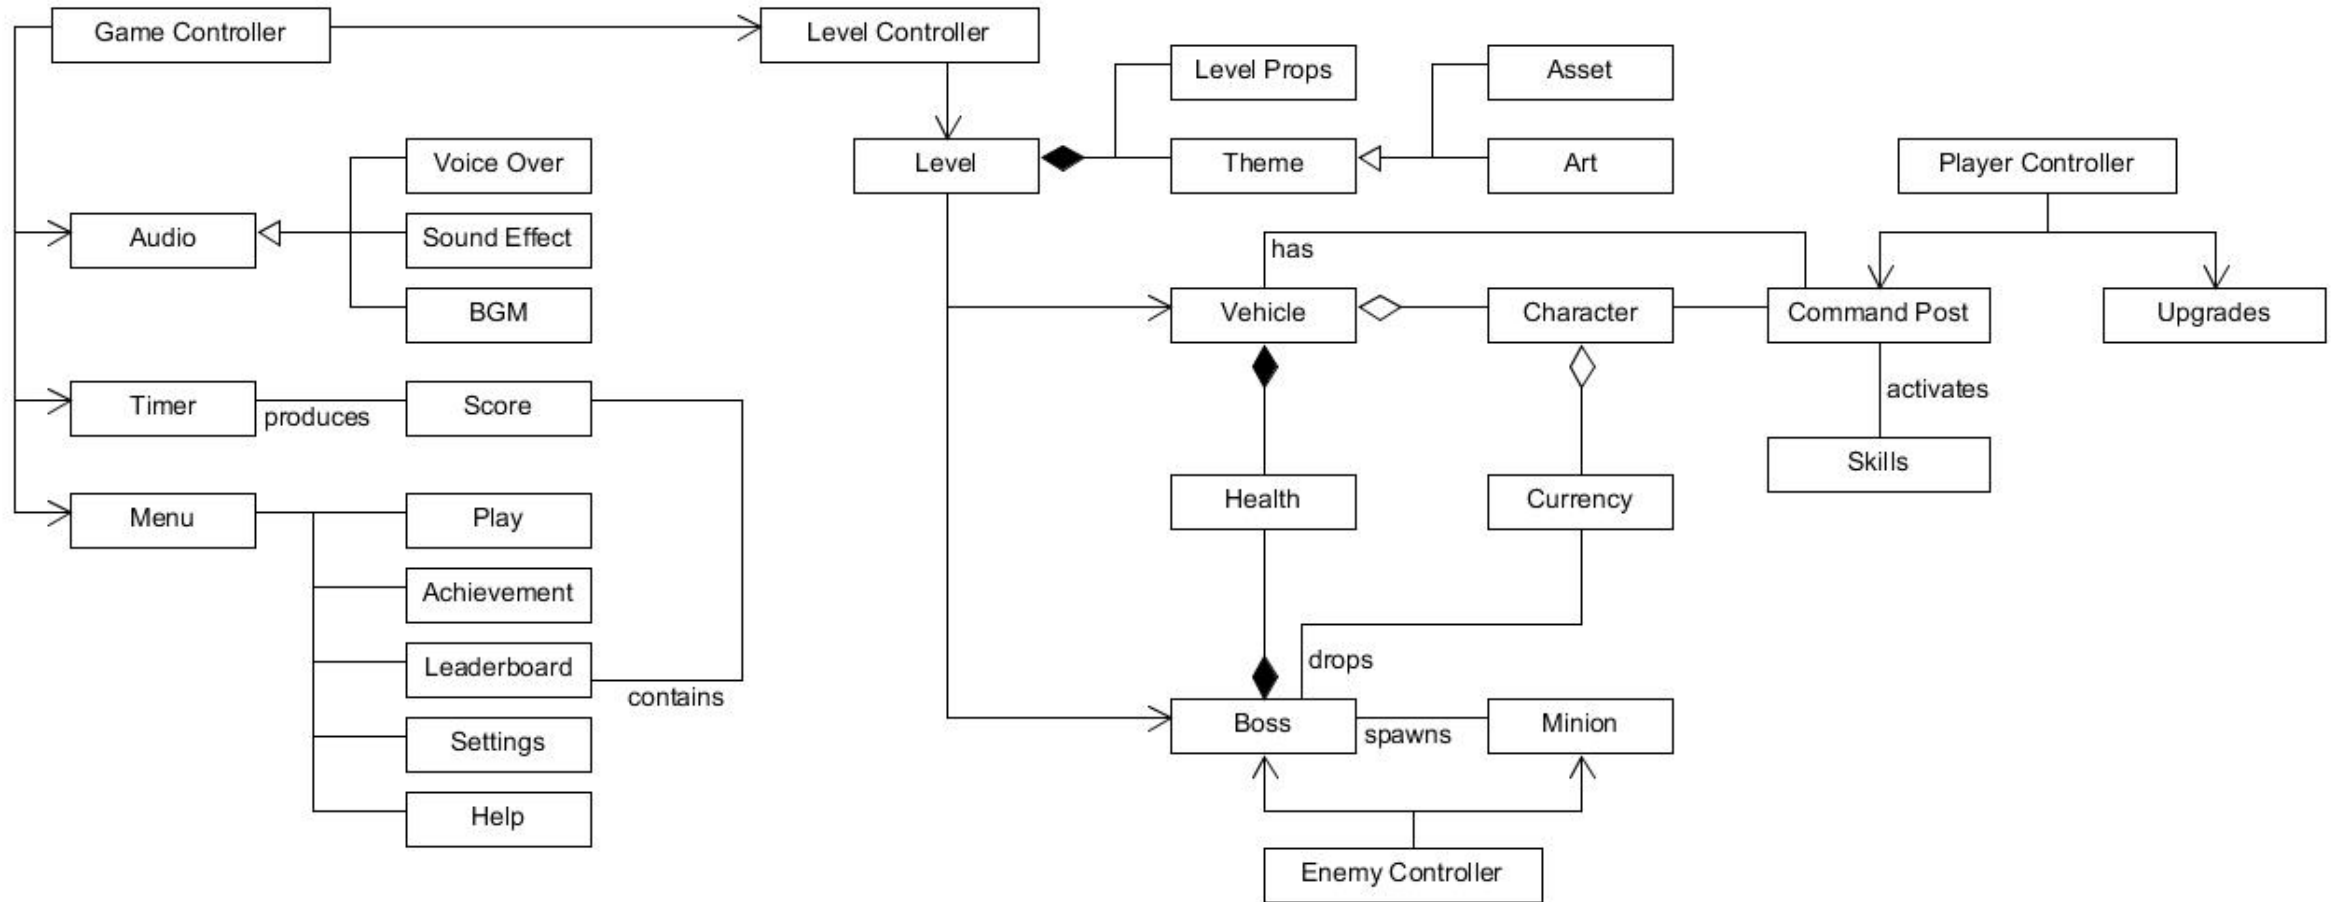 Game Controller
Level Controller
Level Props
Asset
Voice Over
Level
Theme
Art
Player Controller
Audio
Sound Effect
has
BGM
Vehicle
Character
Command Post
Upgrades
Timer
produces
Score
activates
Skills
Menu
Play
Health
Currency
Achievement
Leaderboard
contains
drops
Settings
Boss
spawns
Minion
Help
Enemy Controller